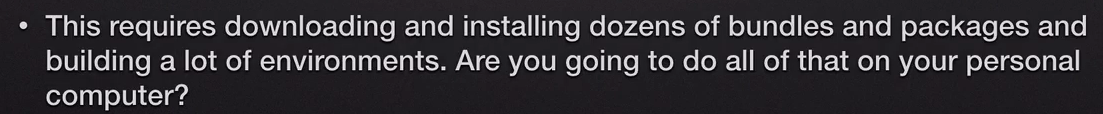 • This requires downloading and installing dozens of bundles and packages and
building a lot of environments. Are you going to do all of that on your personal
computer?